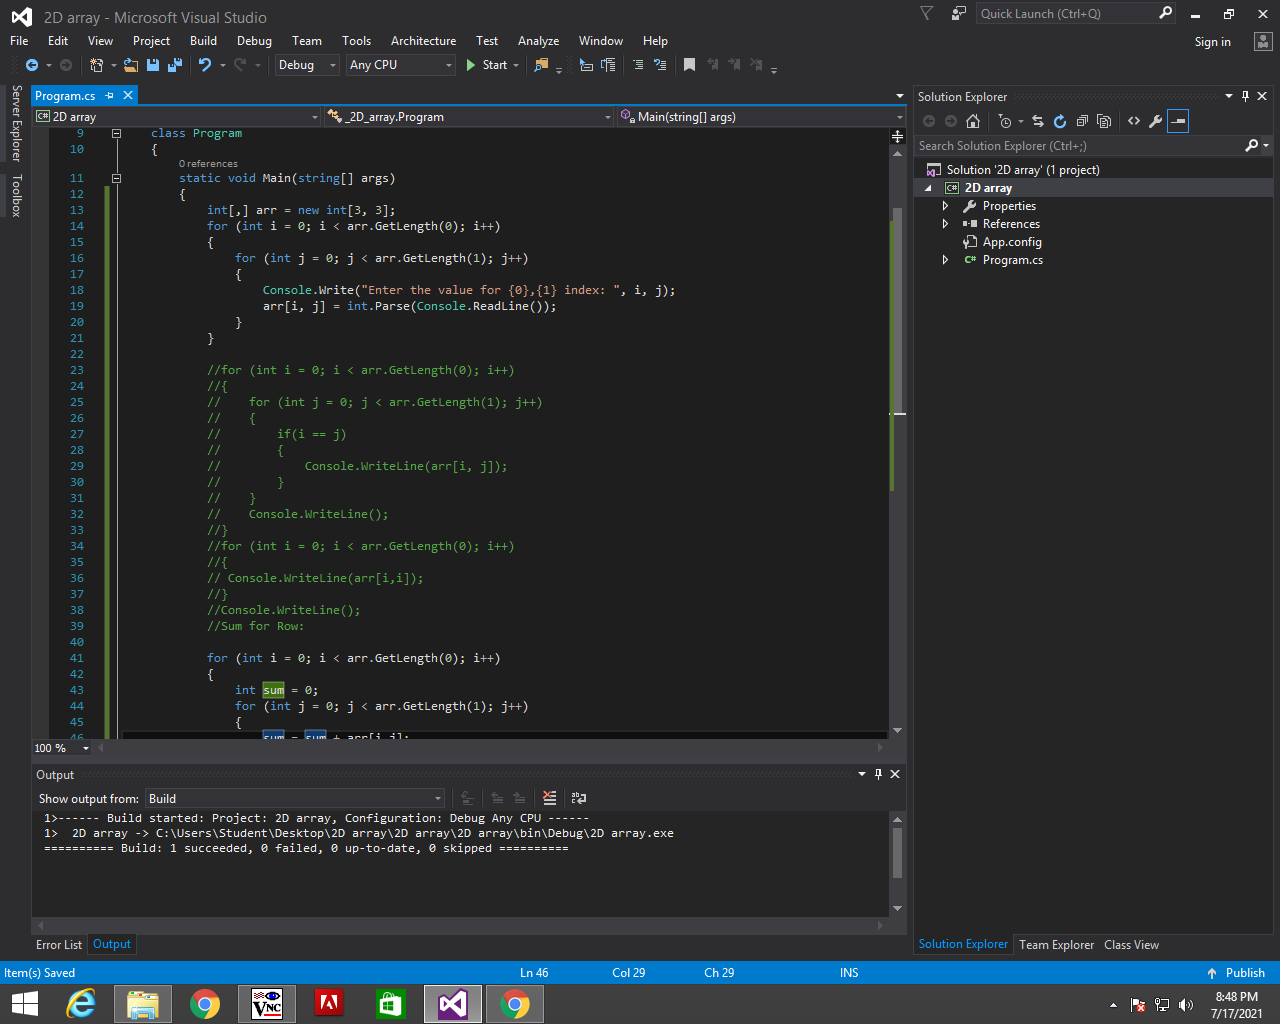 2D array - Microsoft Visual Studio
Quick Launch (Ctrl+Q)
File Edit View Project Build Debug Team Tools Architecture Test Analyze Window Help
Sign in
Debug Any CPU Start
Server Explorer
Toolbox
Program.cs
2D array _2D_array.Program Main(string[] args)
9 class Program
10 {
0 references
11 static void Main(string[] args)
12 {
13 int[,] arr = new int[3, 3];
14 for (int i = 0; i < arr.GetLength(0); i++)
15 {
16 for (int j = 0; j < arr.GetLength(1); j++)
17 {
18 Console.Write("Enter the value for {0},{1} index: ", i, j);
19 arr[i, j] = int.Parse(Console.ReadLine());
20 }
21 }
22
23 //for (int i = 0; i < arr.GetLength(0); i++)
24 //{
25 // for (int j = 0; j < arr.GetLength(1); j++)
26 // {
27 // if(i == j)
28 // {
29 // Console.WriteLine(arr[i, j]);
30 // }
31 // }
32 // Console.WriteLine();
33 //}
34 //for (int i = 0; i < arr.GetLength(0); i++)
35 //{
36 // Console.WriteLine(arr[i,i]);
37 //}
38 //Console.WriteLine();
39 //Sum for Row:
40
41 for (int i = 0; i < arr.GetLength(0); i++)
42 {
43 int sum = 0;
44 for (int j = 0; j < arr.GetLength(1); j++)
45 {
46 sum = sum + arr[i,j];
100 %
Output
Show output from: Build
1>------ Build started: Project: 2D array, Configuration: Debug Any CPU ------
1> 2D array -> C:\Users\Student\Desktop\2D array\2D array\2D array\bin\Debug\2D array.exe
========== Build: 1 succeeded, 0 failed, 0 up-to-date, 0 skipped ==========
Error List Output
Solution Explorer
Search Solution Explorer (Ctrl+;)
Solution '2D array' (1 project)
C# 2D array
Properties
References
App.config
C# Program.cs
Solution Explorer Team Explorer Class View
Item(s) Saved Ln 46 Col 29 Ch 29 INS Publish
VNC
8:48 PM
7/17/2021